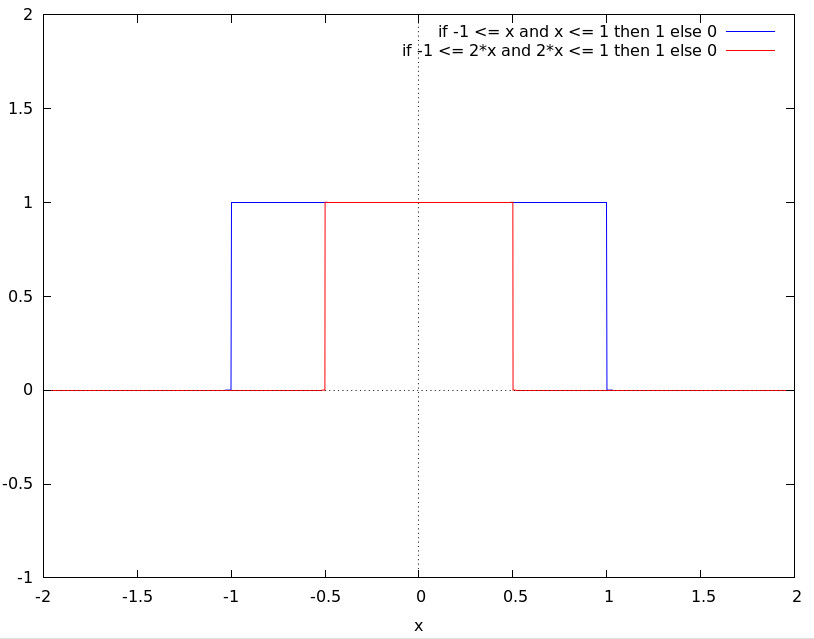 2
if -1 <= x and x <= 1 then 1 else 0
if -1 <= 2*x and 2*x <= 1 then 1 else 0
1.5
1
0.5
0
-0.5
-1
-2 -1.5 -1 -0.5 0 0.5 1 1.5 2
x